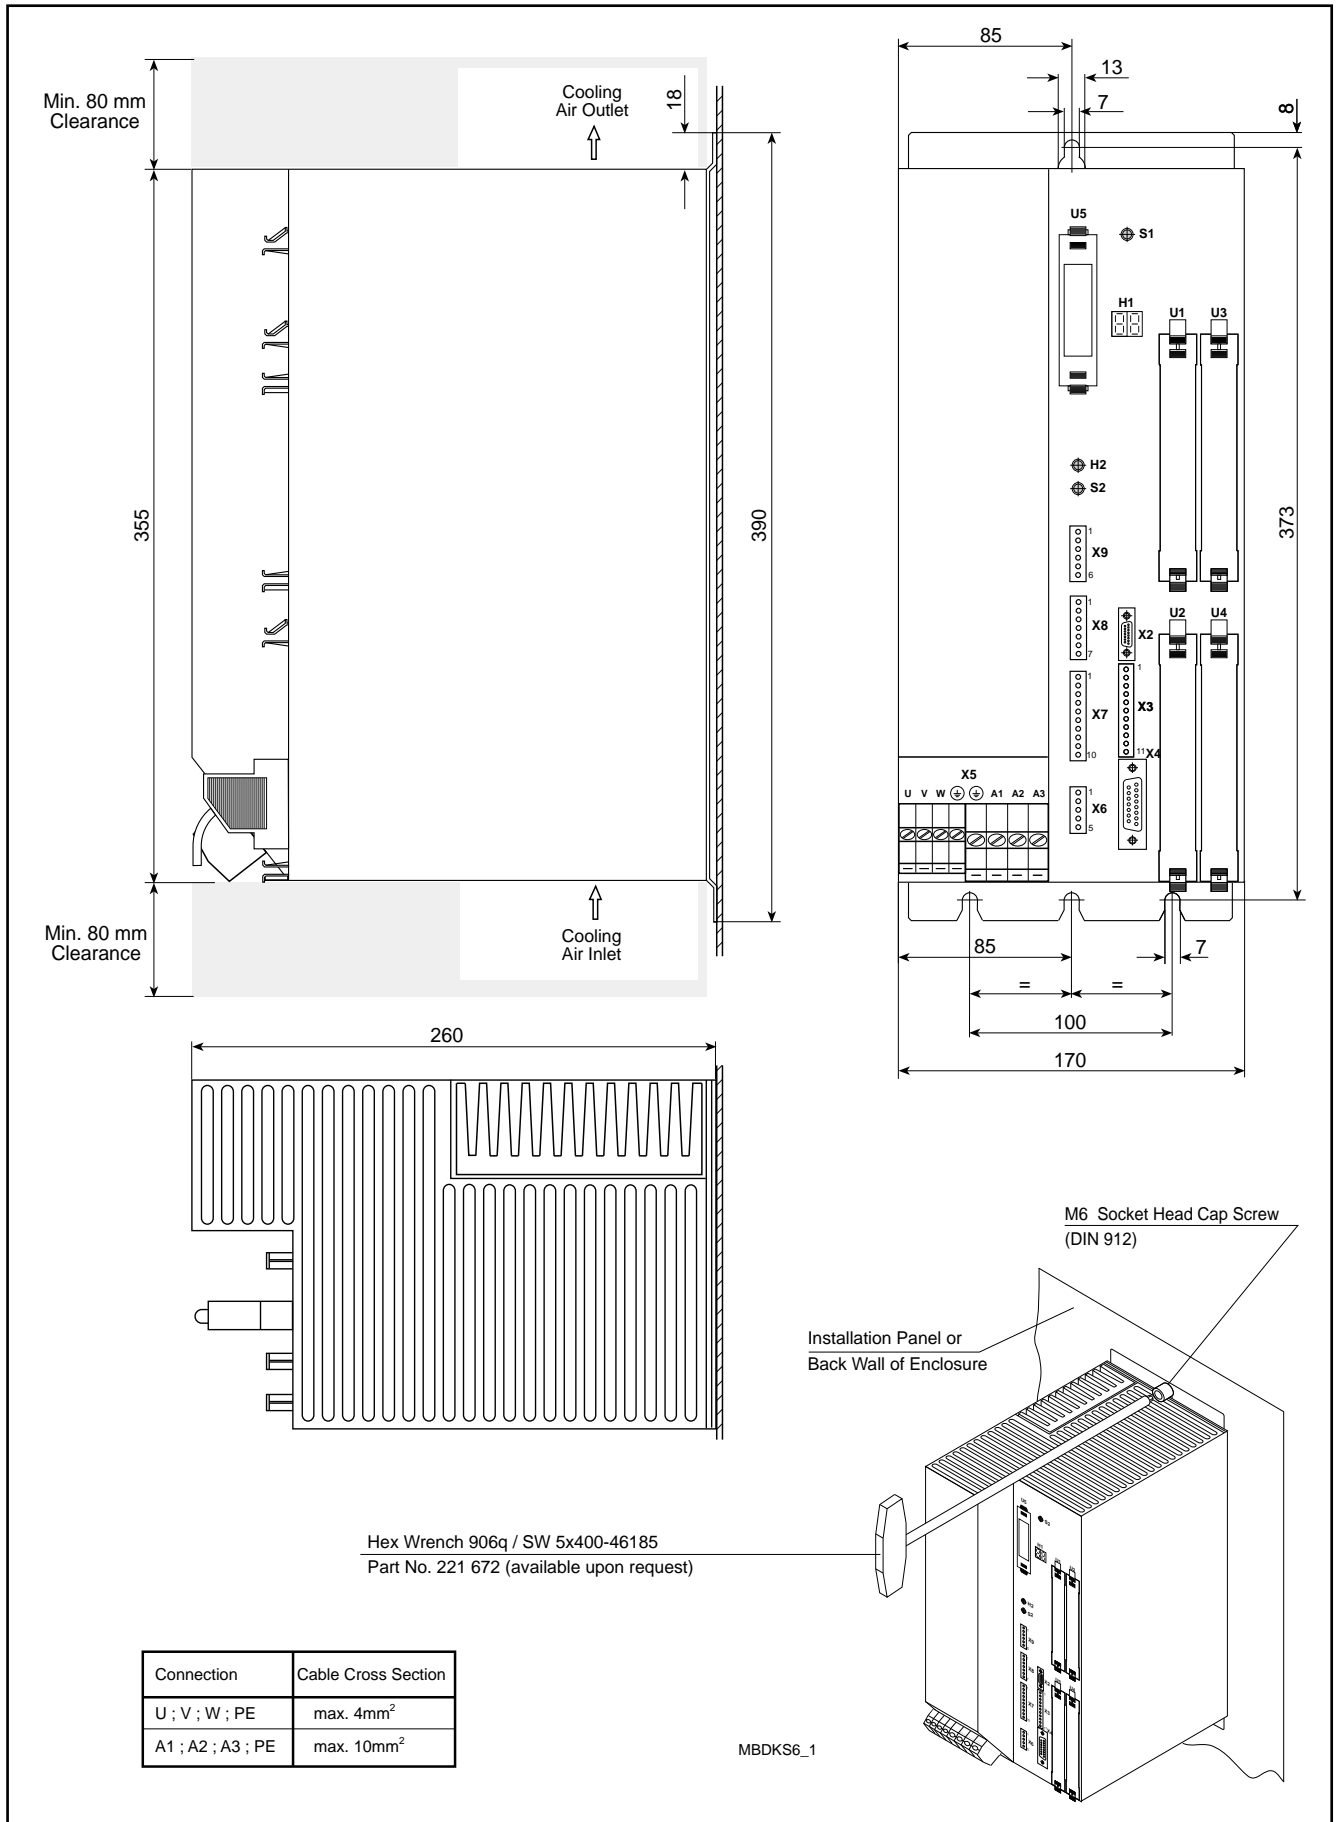 Min. 80 mm
Clearance
Cooling
Air Outlet
18
355
390
Min. 80 mm
Clearance
Cooling
Air Inlet
85
13
7
8
U5
S1
H1
U1
U3
H2
S2
1
X9
6
1
X8
7
X2
U2
U4
373
1
X7
10
1
X3
11
X4
X5
U V W A1 A2 A3
1
X6
5
85
7
=
=
100
170
260
M6 Socket Head Cap Screw
(DIN 912)
Installation Panel or
Back Wall of Enclosure
Hex Wrench 906q / SW 5x400-46185
Part No. 221 672 (available upon request)
Connection Cable Cross Section
U ; V ; W ; PE max. 4mm²
A1 ; A2 ; A3 ; PE max. 10mm²
MBDKS6_1